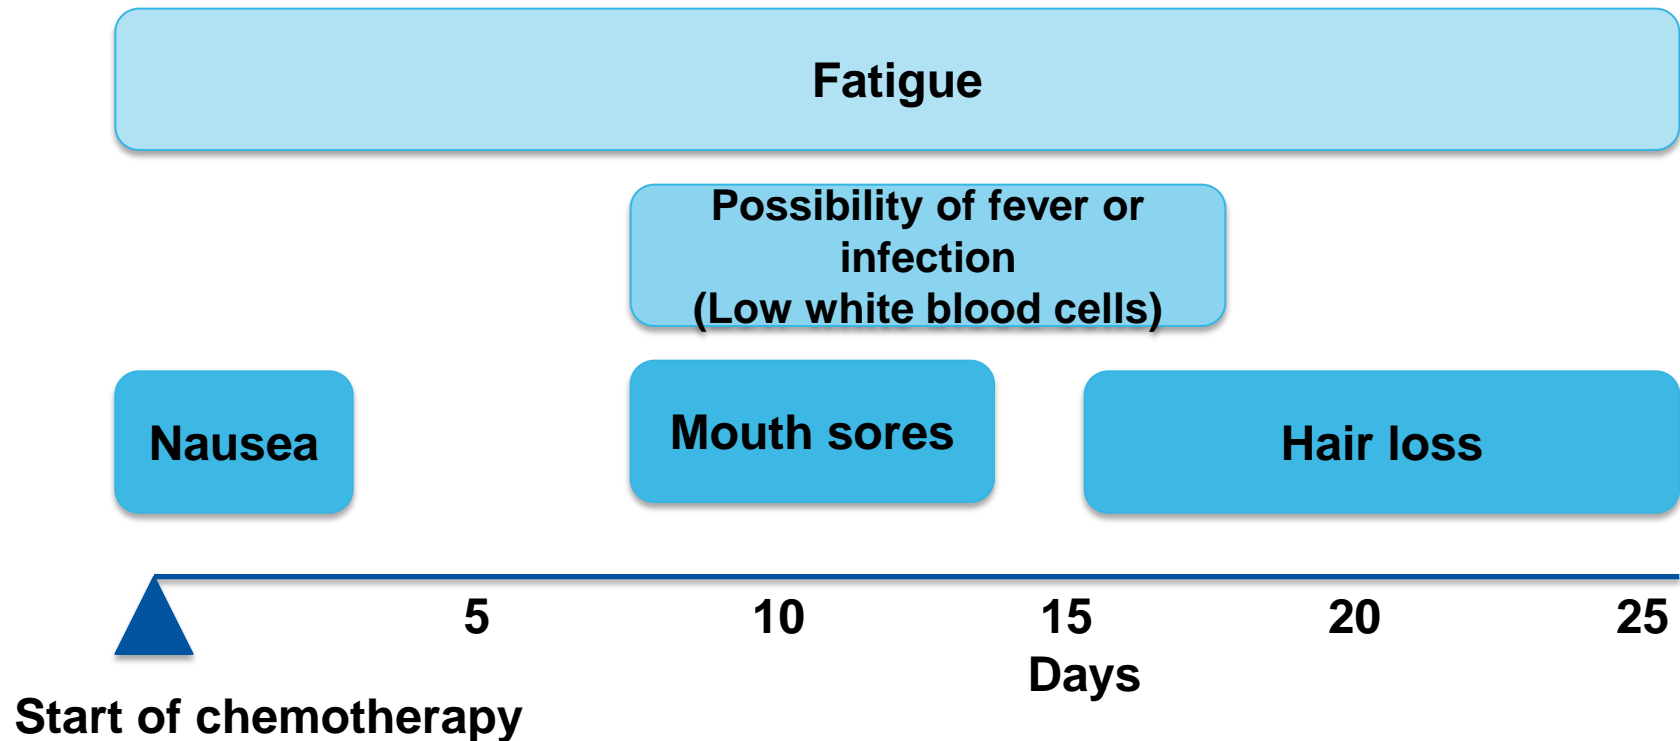 Fatigue
Possibility of fever or
infection
(Low white blood cells)
Nausea
Mouth sores
Hair loss
5 10 15 20 25
Days
Start of chemotherapy